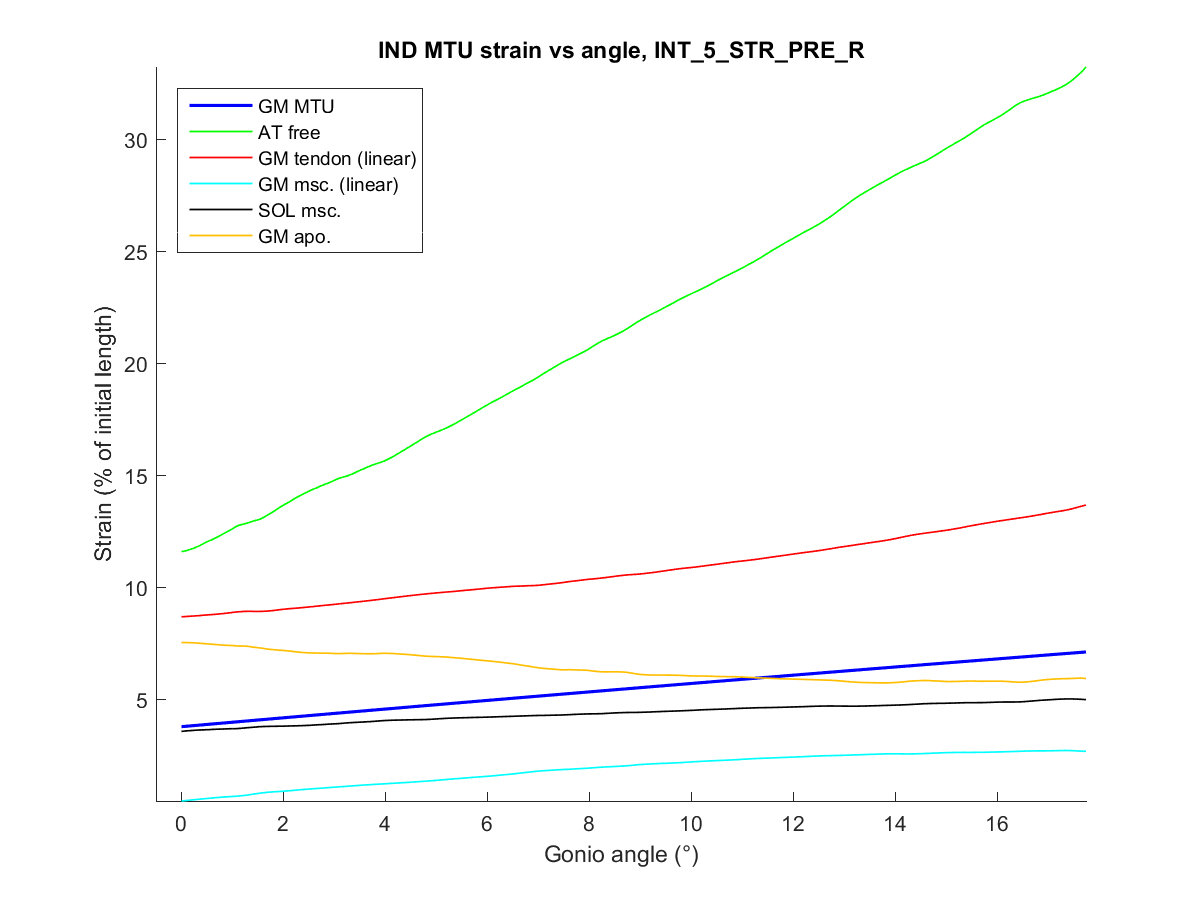 IND MTU strain vs angle, INT_5_STR_PRE_R
GM MTU
AT free
GM tendon (linear)
GM msc. (linear)
SOL msc.
GM apo.
Strain (% of initial length)
30
25
20
15
10
5
0 2 4 6 8 10 12 14 16
Gonio angle (°)